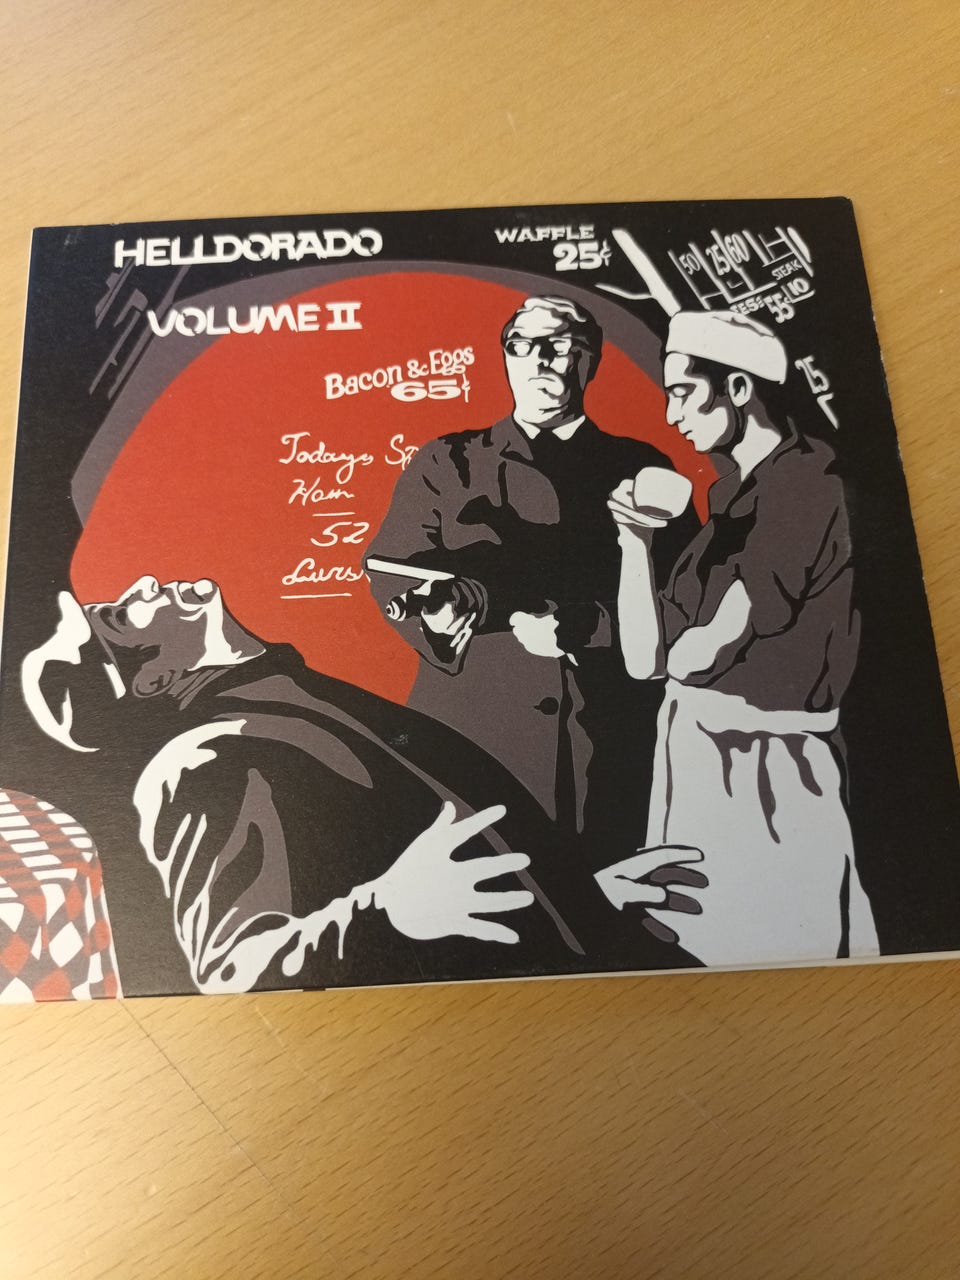 HELLDORADO
VOLUME II
WAFFLE
25¢
50 25 60
STEAK
55¢ 10
25
Bacon & Eggs
65¢
Todays
Ham
52